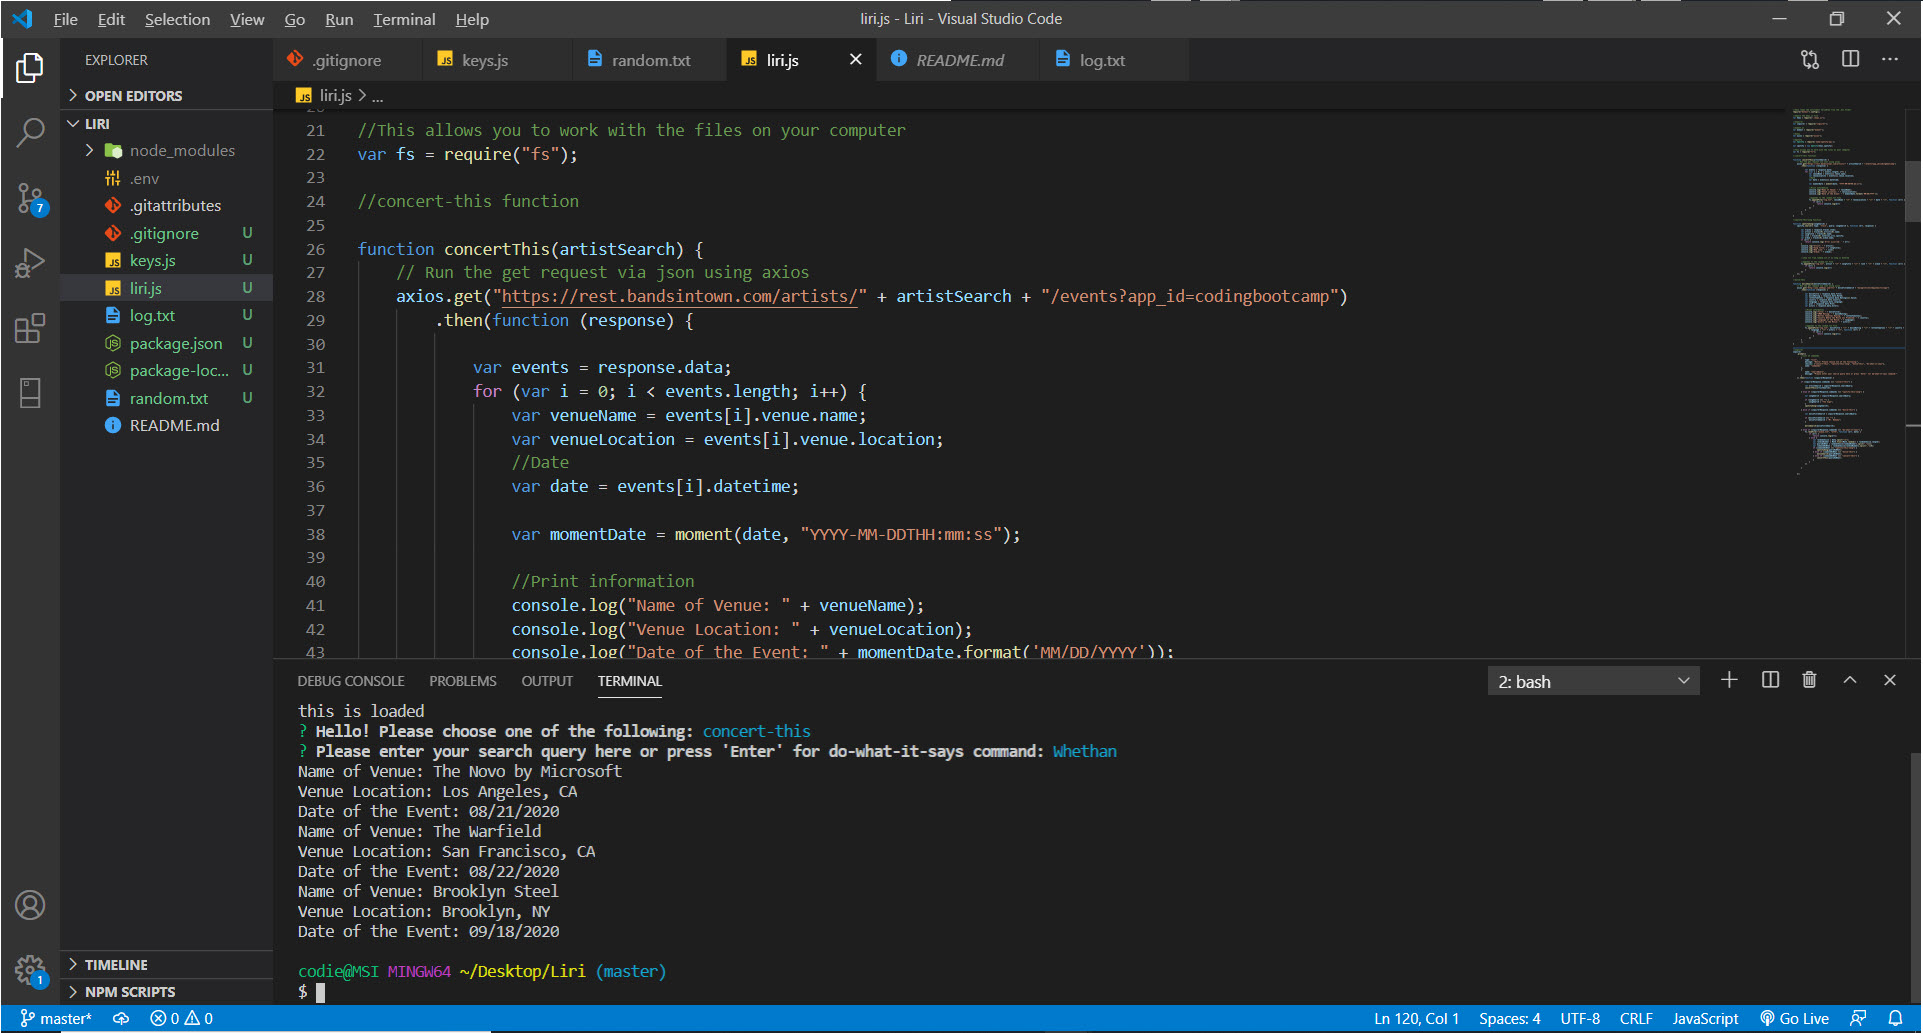 File Edit Selection View Go Run Terminal Help liri.js - Liri - Visual Studio Code
EXPLORER
OPEN EDITORS
LIRI
node_modules
.env
.gitattributes
.gitignore U
keys.js U
liri.js U
log.txt U
package.json U
package-loc... U
random.txt U
README.md
TIMELINE
NPM SCRIPTS
7
1
.gitignore JS keys.js random.txt JS liri.js README.md log.txt
JS liri.js > ...
21 //This allows you to work with the files on your computer
22 var fs = require("fs");
23
24 //concert-this function
25
26 function concertThis(artistSearch) {
27 // Run the get request via json using axios
28 axios.get("https://rest.bandsintown.com/artists/" + artistSearch + "/events?app_id=codingbootcamp")
29 .then(function (response) {
30
31 var events = response.data;
32 for (var i = 0; i < events.length; i++) {
33 var venueName = events[i].venue.name;
34 var venueLocation = events[i].venue.location;
35 //Date
36 var date = events[i].datetime;
37
38 var momentDate = moment(date, "YYYY-MM-DDTHH:mm:ss");
39
40 //Print information
41 console.log("Name of Venue: " + venueName);
42 console.log("Venue Location: " + venueLocation);
43 console.log("Date of the Event: " + momentDate.format('MM/DD/YYYY'));
DEBUG CONSOLE PROBLEMS OUTPUT TERMINAL 2: bash
this is loaded
? Hello! Please choose one of the following: concert-this
? Please enter your search query here or press 'Enter' for do-what-it-says command: Whethan
Name of Venue: The Novo by Microsoft
Venue Location: Los Angeles, CA
Date of the Event: 08/21/2020
Name of Venue: The Warfield
Venue Location: San Francisco, CA
Date of the Event: 08/22/2020
Name of Venue: Brooklyn Steel
Venue Location: Brooklyn, NY
Date of the Event: 09/18/2020
codie@MSI MINGW64 ~/Desktop/Liri (master)
$
master* 0 0 Ln 120, Col 1 Spaces: 4 UTF-8 CRLF JavaScript Go Live